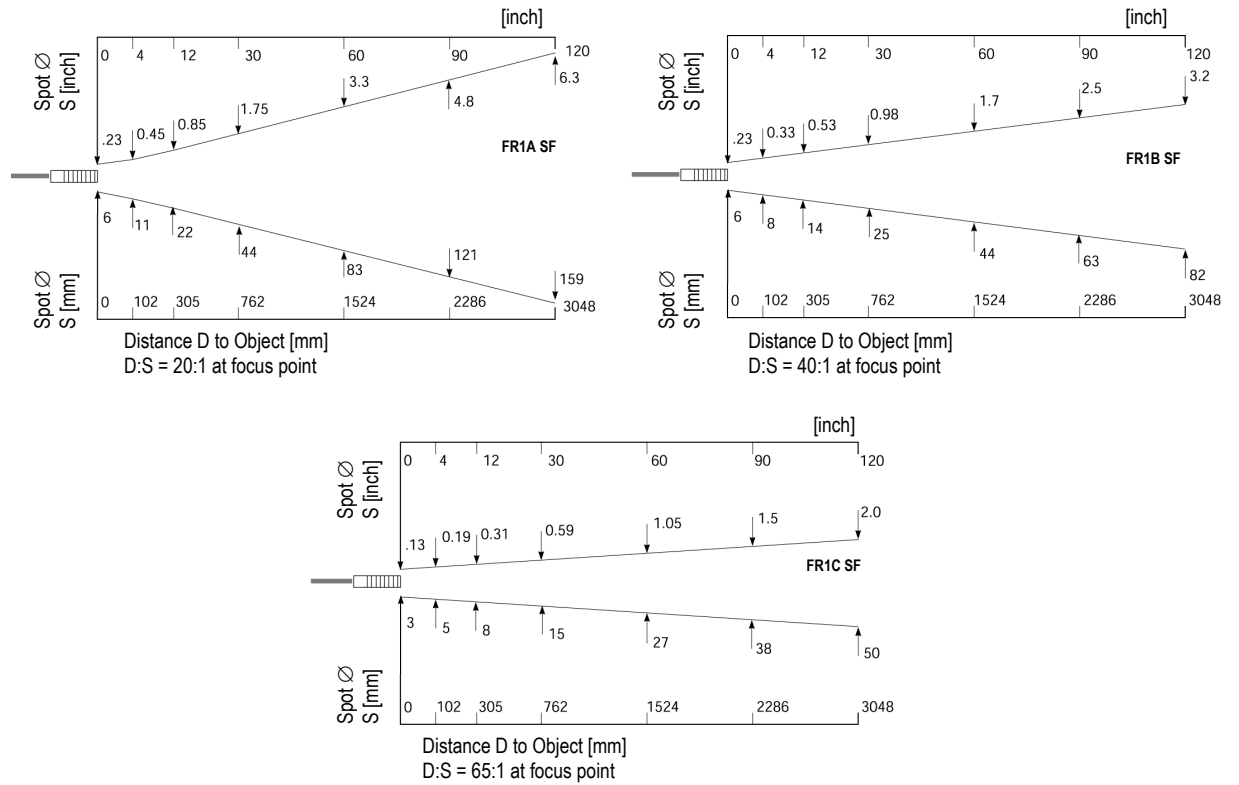 [inch]
0 4 12 30 60 90 120
Spot Ø
S [inch]
.23 0.45 0.85 1.75 3.3 4.8 6.3
FR1A SF
6 11 22 44 83 121 159
Spot Ø
S [mm]
0 102 305 762 1524 2286 3048
Distance D to Object [mm]
D:S = 20:1 at focus point
[inch]
0 4 12 30 60 90 120
Spot Ø
S [inch]
.23 0.33 0.53 0.98 1.7 2.5 3.2
FR1B SF
6 8 14 25 44 63 82
Spot Ø
S [mm]
0 102 305 762 1524 2286 3048
Distance D to Object [mm]
D:S = 40:1 at focus point
[inch]
0 4 12 30 60 90 120
Spot Ø
S [inch]
.13 0.19 0.31 0.59 1.05 1.5 2.0
FR1C SF
3 5 8 15 27 38 50
Spot Ø
S [mm]
0 102 305 762 1524 2286 3048
Distance D to Object [mm]
D:S = 65:1 at focus point